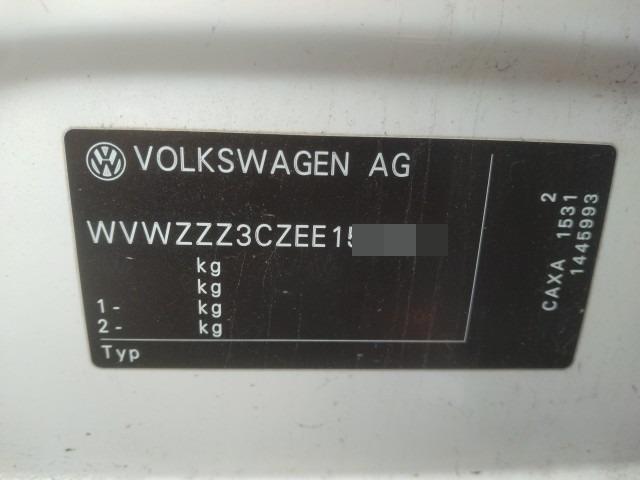 VOLKSWAGEN AG
WVWZZZ3CZEE15
kg
kg
1- kg
2- kg
Typ
2
CAXA 1531
1445993